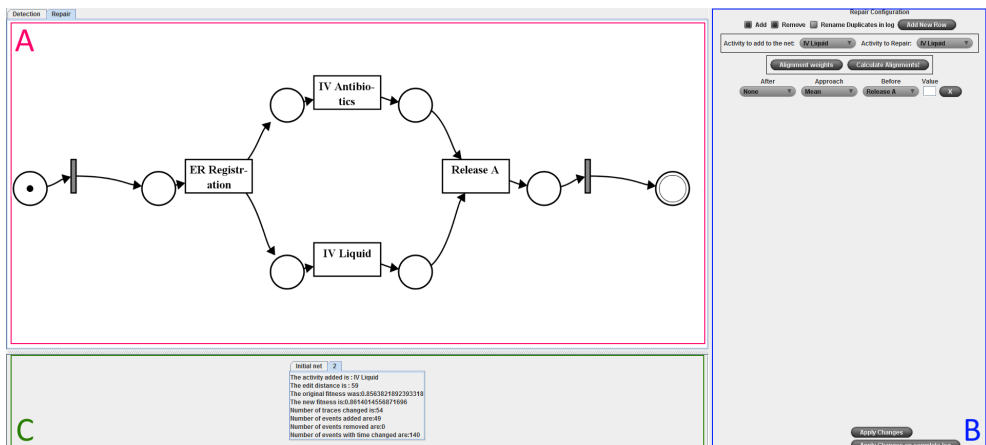 Detection Repair
A
IV Antibio-
tics
ER Registr-
ation
Release A
IV Liquid
Repair Configuration
Add Remove Rename Duplicates in log Add New Row
Activity to add to the net: IV Liquid Activity to Repair: IV Liquid
Alignment weights Calculate Alignments!
After Approach Before Value
None Mean Release A X
Initial net 2
The activity added is : IV Liquid
The edit distance is : 59
The original fitness was:0.8563821892393318
The new fitness is:0.8614014556871696
Number of traces changed is:54
Number of events added are:49
Number of events removed are:0
Number of events with time changed are:140
C
Apply Changes
Apply Changes on complete log
B